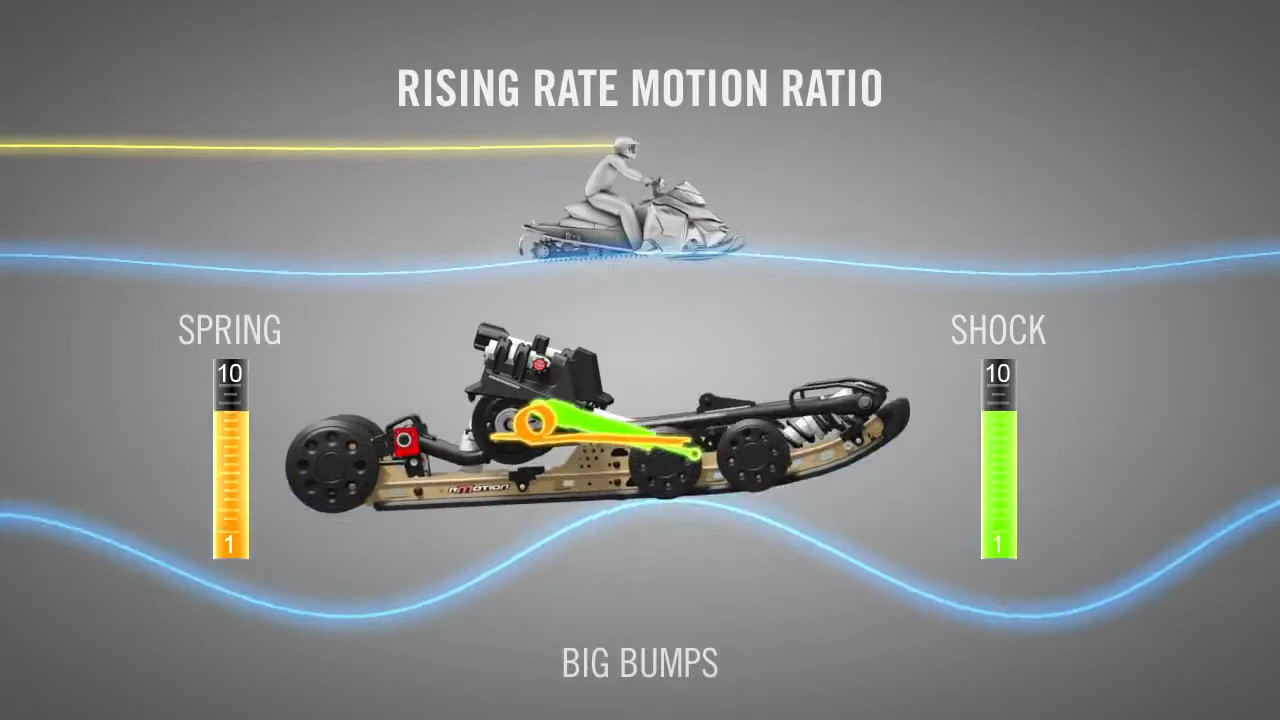 RISING RATE MOTION RATIO
SPRING
SHOCK
10
10
rMOTION
1
1
BIG BUMPS